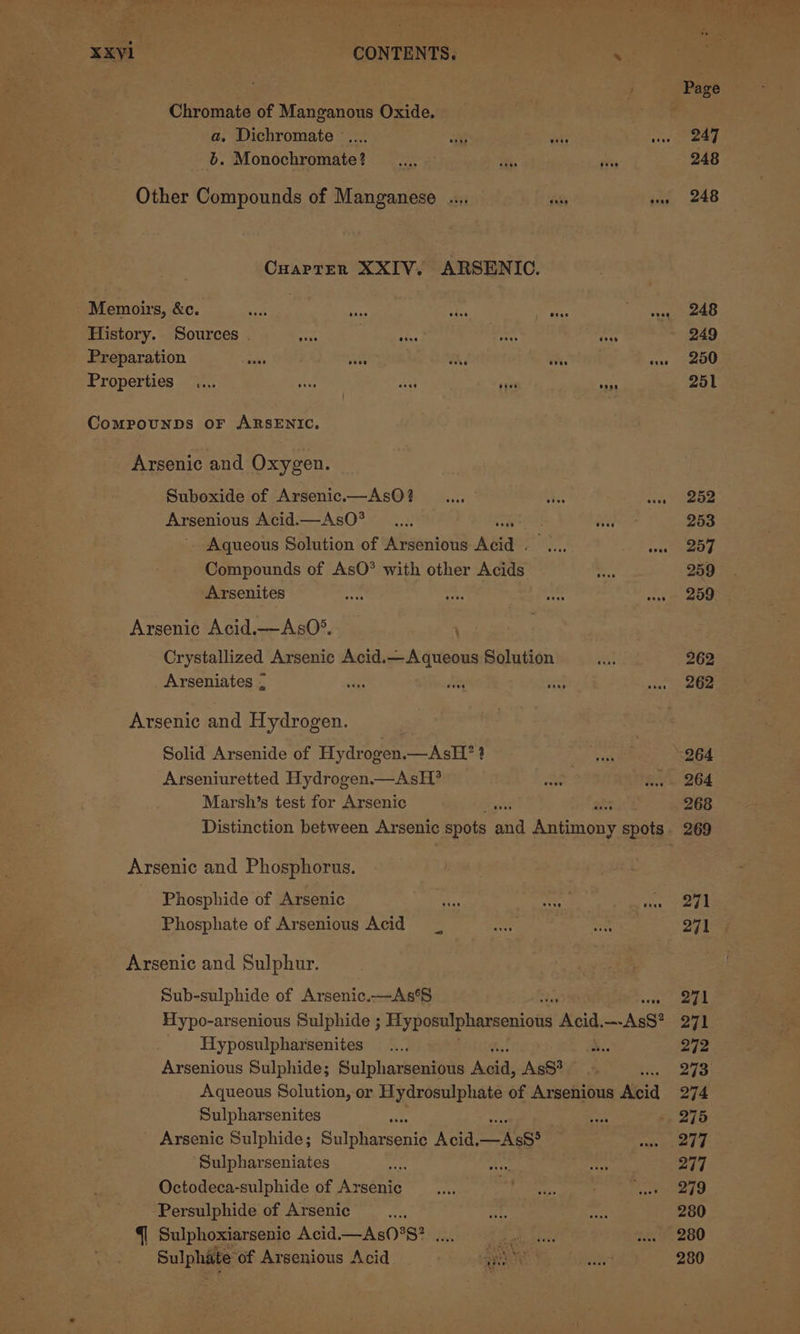 xxvi CONTENTS.
Page
Chromate of Manganous Oxide.
a. Dichromate .... .... .... .... 247
b. Monochromate? .... .... .... 248
Other Compounds of Manganese .... .... .... 248
CHAPTER XXIV. ARSENIC.
Memoirs, &c. .... .... .... .... .... 248
History. Sources .... .... .... .... 249
Preparation .... .... .... .... .... 250
Properties .... .... .... .... .... 251
COMPOUNDS OF ARSENIC.
Arsenic and Oxygen.
Suboxide of Arsenic.—AsO? .... .... .... 252
Arsenious Acid.—AsO³ .... .... .... 253
Aqueous Solution of Arsenious Acid .... .... 257
Compounds of AsO³ with other Acids .... 259
Arsenites .... .... .... .... 259
Arsenic Acid.—AsO⁵.
Crystallized Arsenic Acid.—Aqueous Solution .... 262
Arseniates .... .... .... .... 262
Arsenic and Hydrogen.
Solid Arsenide of Hydrogen.—AsH²? .... 264
Arseniuretted Hydrogen.—AsH³ .... .... 264
Marsh's test for Arsenic .... .... 268
Distinction between Arsenic spots and Antimony spots 269
Arsenic and Phosphorus.
Phosphide of Arsenic .... .... .... 271
Phosphate of Arsenious Acid .... .... 271
Arsenic and Sulphur.
Sub-sulphide of Arsenic.—As⁶S .... .... 271
Hypo-arsenious Sulphide; Hyposulpharsenious Acid.—AsS² 271
Hyposulpharsenites .... .... .... 272
Arsenious Sulphide; Sulpharsenious Acid, AsS³ .... 273
Aqueous Solution, or Hydrosulphate of Arsenious Acid 274
Sulpharsenites .... .... .... 275
Arsenic Sulphide; Sulpharsenic Acid.—AsS⁵ .... 277
Sulpharseniates .... .... .... 277
Octodeca-sulphide of Arsenic .... .... .... 279
Persulphide of Arsenic .... .... .... 280
¶ Sulphoxiarsenic Acid.—AsO³S² .... .... .... 280
Sulphate of Arsenious Acid .... .... 280